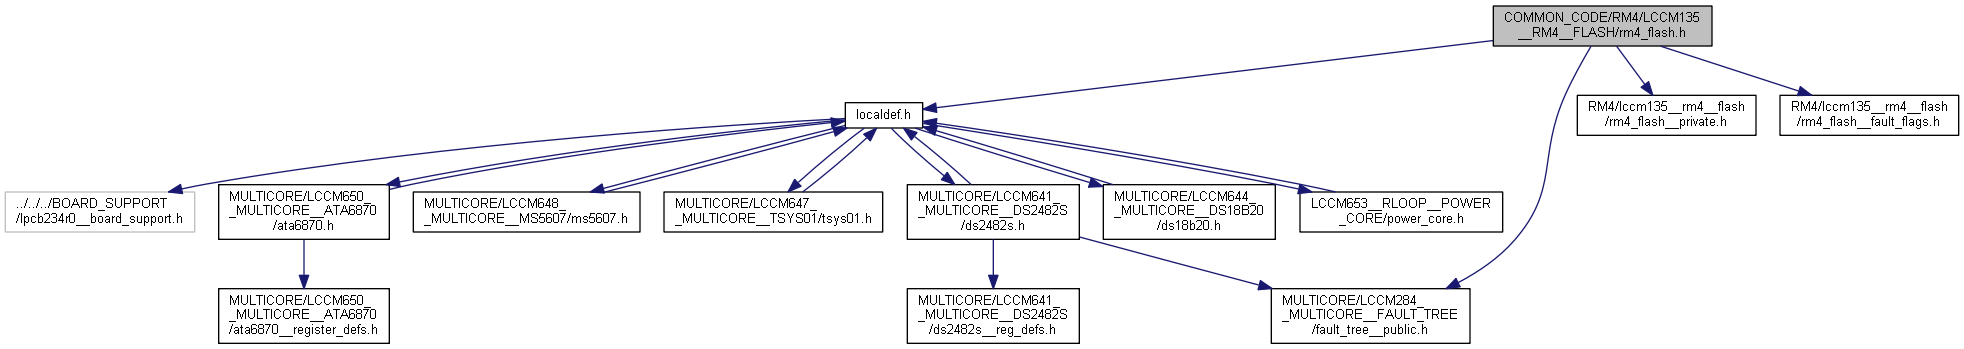 COMMON_CODE/RM4/LCCM135
__RM4__FLASH/rm4_flash.h
localdef.h
RM4/lccm135__rm4__flash
/rm4_flash__private.h
RM4/lccm135__rm4__flash
/rm4_flash__fault_flags.h
../../../BOARD_SUPPORT
/lpcb234r0__board_support.h
MULTICORE/LCCM650_
_MULTICORE__ATA6870
/ata6870.h
MULTICORE/LCCM648_
_MULTICORE__MS5607/ms5607.h
MULTICORE/LCCM647_
_MULTICORE__TSYS01/tsys01.h
MULTICORE/LCCM641_
_MULTICORE__DS2482S
/ds2482s.h
MULTICORE/LCCM644_
_MULTICORE__DS18B20
/ds18b20.h
LCCM653__RLOOP__POWER
_CORE/power_core.h
MULTICORE/LCCM650_
_MULTICORE__ATA6870
/ata6870__register_defs.h
MULTICORE/LCCM641_
_MULTICORE__DS2482S
/ds2482s__reg_defs.h
MULTICORE/LCCM284_
_MULTICORE__FAULT_TREE
/fault_tree__public.h